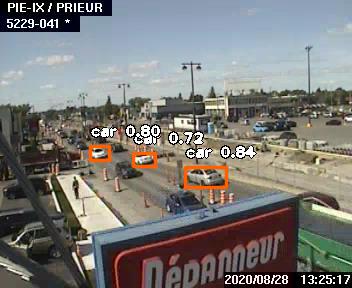 PIE-IX / PRIEUR
5229-041 *
car 0.80
car 0.72
car 0.84
Dépanneur
2020/08/28 13:25:17